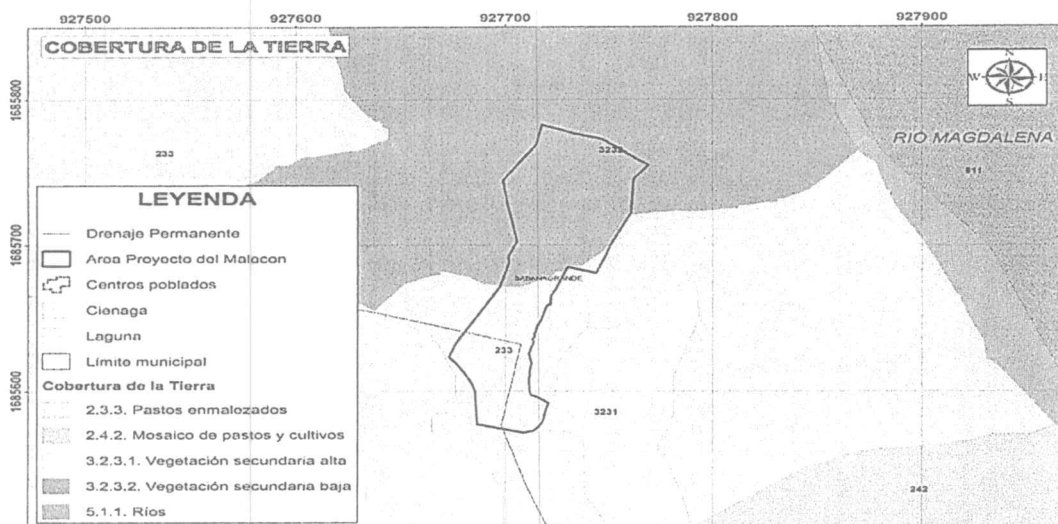 927500 927600 927700 927800 927900
COBERTURA DE LA TIERRA
N
W E
S
1685800
RIO MAGDALENA
3232
233
511
LEYENDA
Drenaje Permanente
1685700
Area Proyecto del Malecon
SABANAGRANDE
Centros poblados
Cienaga
Laguna
233
Límite municipal
1685600
Cobertura de la Tierra
2.3.3. Pastos enmalezados
3231
2.4.2. Mosaico de pastos y cultivos
3.2.3.1. Vegetación secundaria alta
3.2.3.2. Vegetación secundaria baja
242
5.1.1. Ríos